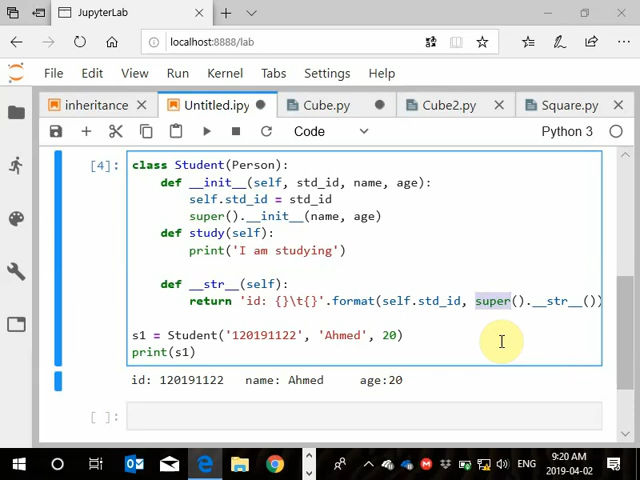 JupyterLab
localhost:8888/lab
File Edit View Run Kernel Tabs Settings Help
inheritance Untitled.ipy Cube.py Cube2.py Square.py
Code Python 3
[4]: class Student(Person):
def __init__(self, std_id, name, age):
self.std_id = std_id
super().__init__(name, age)
def study(self):
print('I am studying')
def __str__(self):
return 'id: {}\t{}'.format(self.std_id, super().__str__())
s1 = Student('120191122', 'Ahmed', 20)
print(s1)
id: 120191122 name: Ahmed age:20
[ ]:
ENG
9:20 AM
2019-04-02